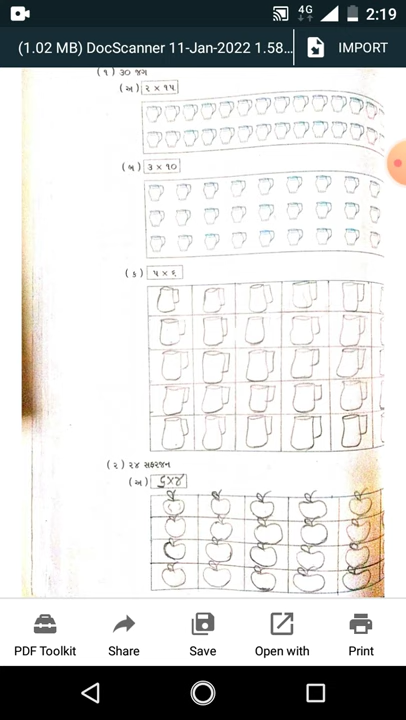 4G 2:19
(1.02 MB) DocScanner 11-Jan-2022 1.58... IMPORT
(૧) ૩૦ જગ
(અ) ૨ × ૧૫
(બ) ૩ × ૧૦
(ક) ૫ × ૬
(૨) ૨૪ સફરજન
(અ) ૬×૪
PDF Toolkit Share Save Open with Print